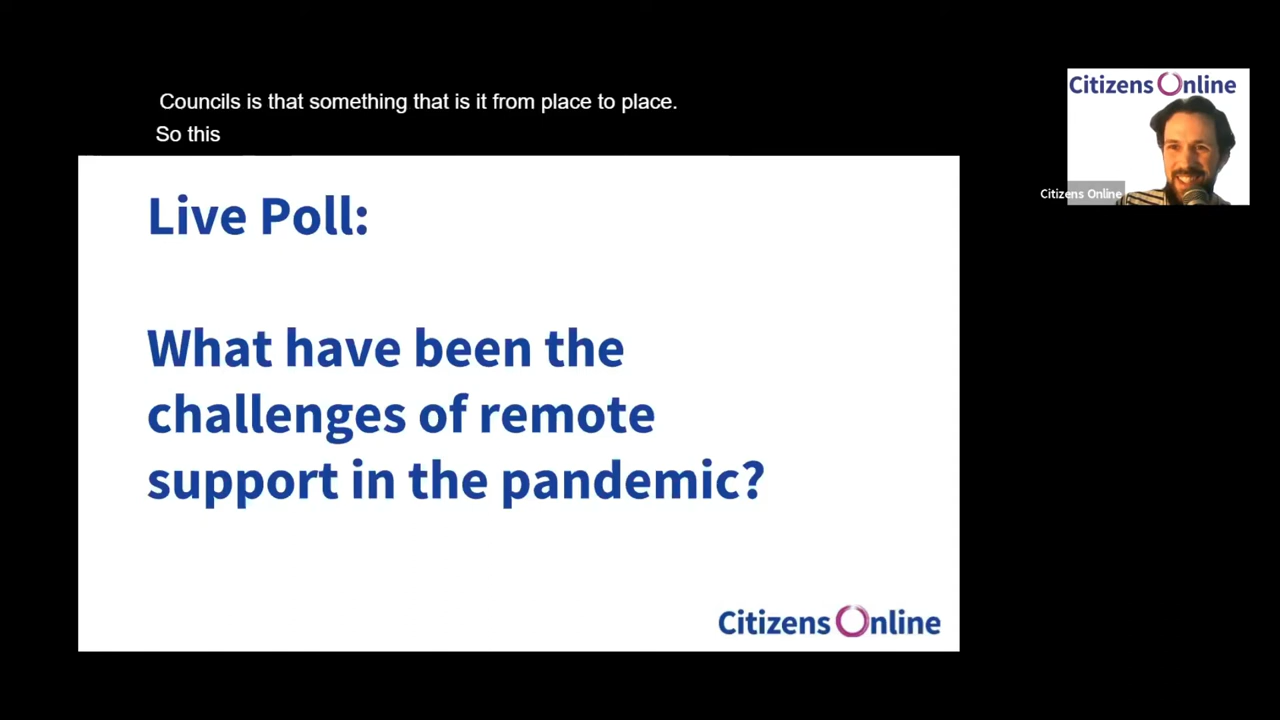 Councils is that something that is it from place to place.
So this
Citizens Online
Citizens Online
Live Poll:
What have been the
challenges of remote
support in the pandemic?
Citizens Online